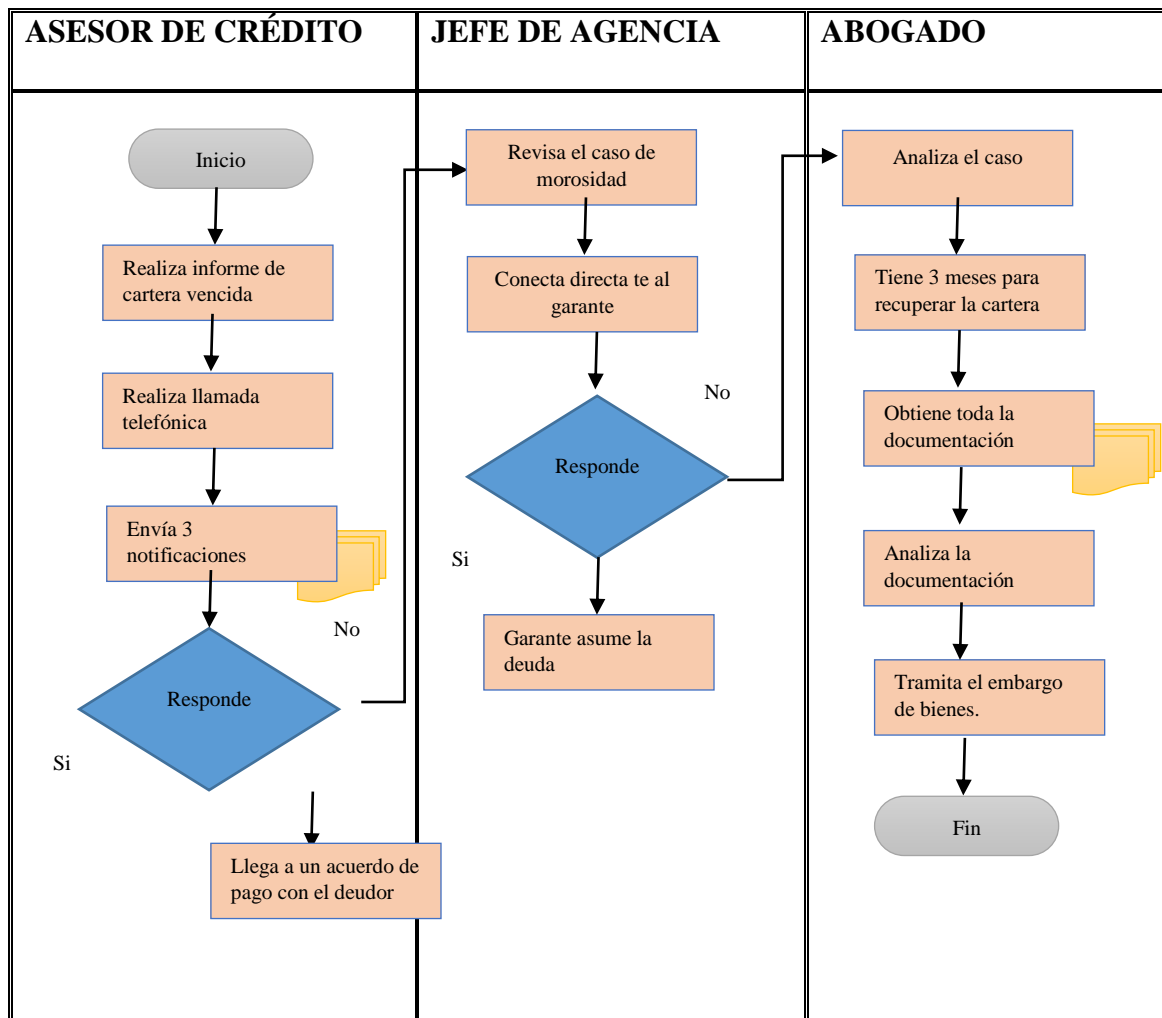 ASESOR DE CRÉDITO
JEFE DE AGENCIA
ABOGADO
Inicio
Realiza informe de
cartera vencida
Realiza llamada
telefónica
Envía 3
notificaciones
No
Responde
Si
Llega a un acuerdo de
pago con el deudor
Revisa el caso de
morosidad
Conecta directa te al
garante
No
Responde
Si
Garante asume la
deuda
Analiza el caso
Tiene 3 meses para
recuperar la cartera
Obtiene toda la
documentación
Analiza la
documentación
Tramita el embargo
de bienes.
Fin